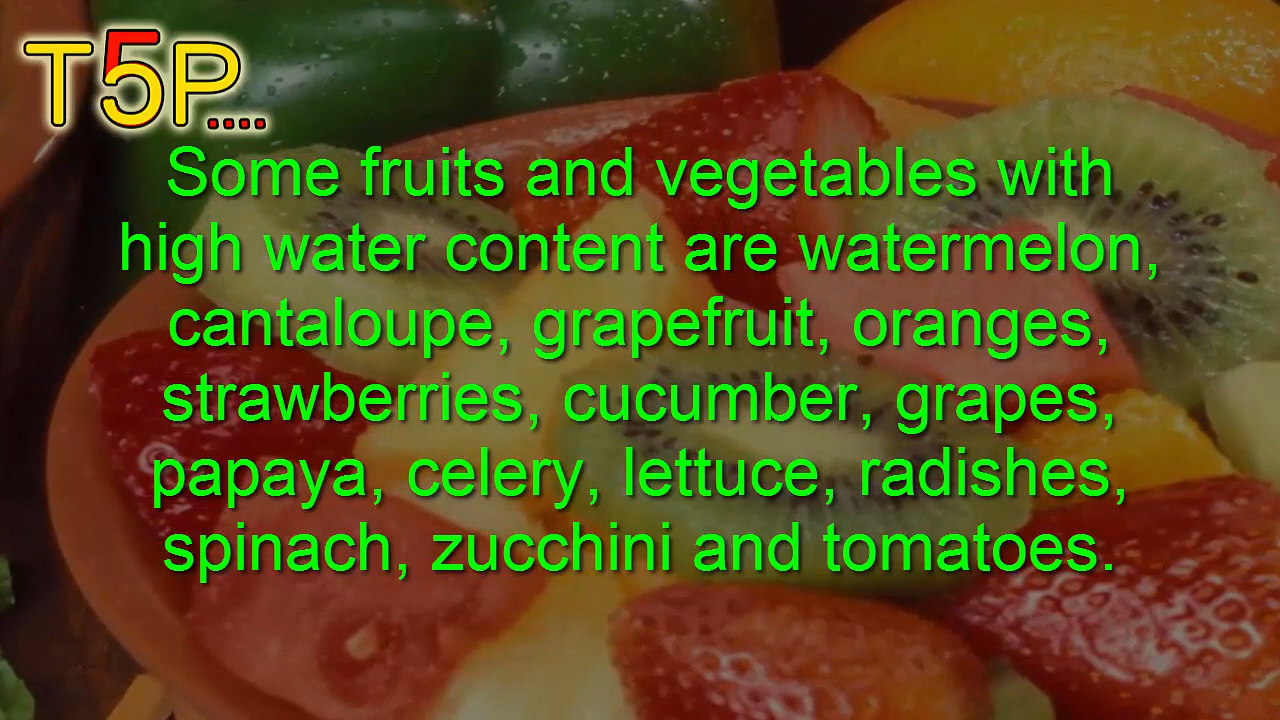 T5P....
Some fruits and vegetables with
high water content are watermelon,
cantaloupe, grapefruit, oranges,
strawberries, cucumber, grapes,
papaya, celery, lettuce, radishes,
spinach, zucchini and tomatoes.